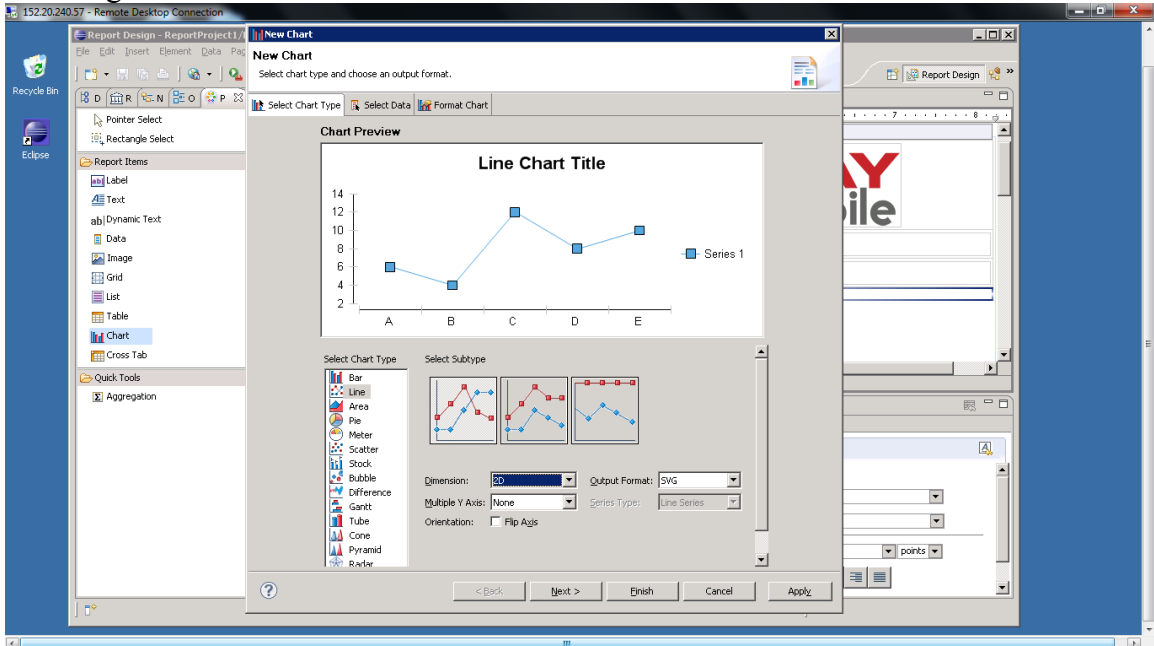 152.20.240.57 - Remote Desktop Connection
Recycle Bin
Eclipse
Report Design - ReportProject1/
File Edit Insert Element Data Pag
D R N O P
Pointer Select
Rectangle Select
Report Items
Label
Text
Dynamic Text
Data
Image
Grid
List
Table
Chart
Cross Tab
Quick Tools
Aggregation
New Chart
New Chart
Select chart type and choose an output format.
Select Chart Type Select Data Format Chart
Chart Preview
Line Chart Title
14
12
10
8
6
4
2
A B C D E
Series 1
Select Chart Type
Bar
Line
Area
Pie
Meter
Scatter
Stock
Bubble
Difference
Gantt
Tube
Cone
Pyramid
Radar
Select Subtype
Dimension: 2D Output Format: SVG
Multiple Y Axis: None Series Type: Line Series
Orientation: Flip Axis
< Back Next > Finish Cancel Apply
Report Design »
7 8
AY
bile
points